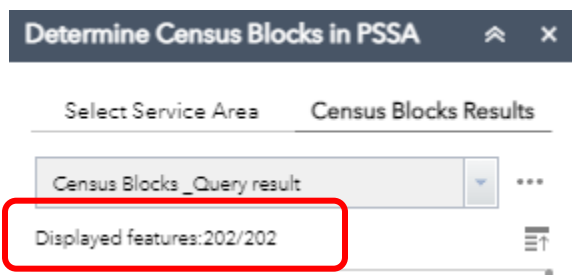 Determine Census Blocks in PSSA
Select Service Area Census Blocks Results
Census Blocks _Query result
Displayed features:202/202